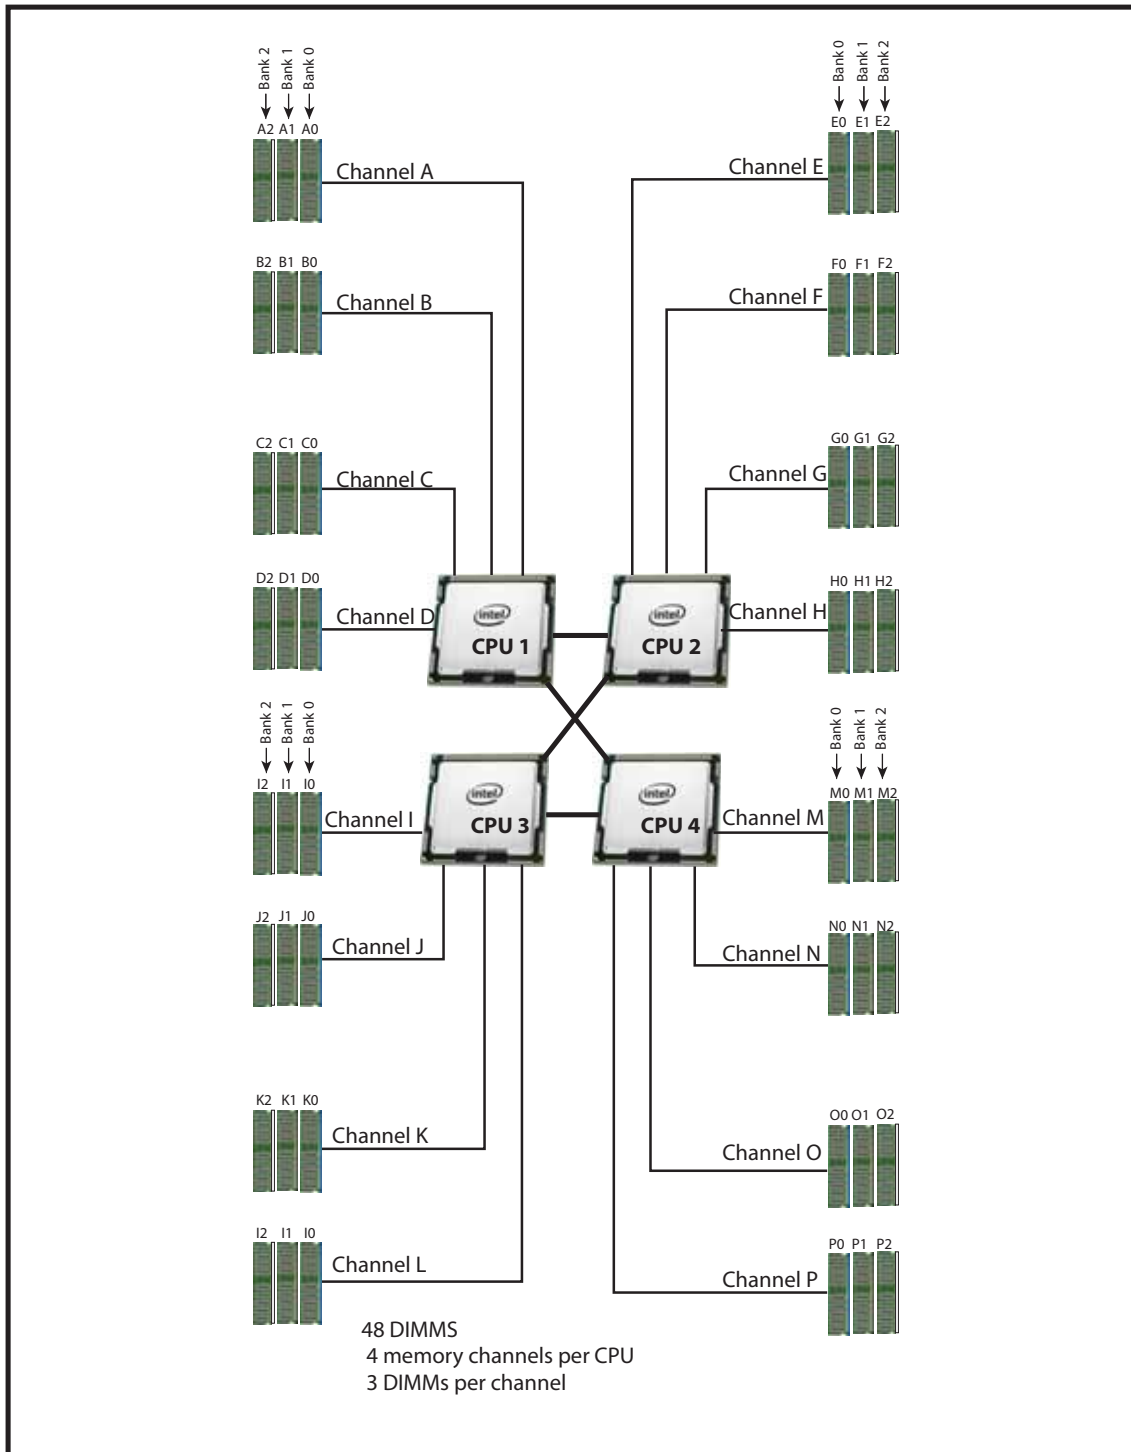 Bank 2
Bank 1
Bank 0
A2 A1 A0
Channel A
B2 B1 B0
Channel B
C2 C1 C0
Channel C
D2 D1 D0
Channel D
Bank 0
Bank 1
Bank 2
E0 E1 E2
Channel E
F0 F1 F2
Channel F
G0 G1 G2
Channel G
H0 H1 H2
Channel H
intel
CPU 1
intel
CPU 2
Bank 2
Bank 1
Bank 0
I2 I1 I0
Channel I
J2 J1 J0
Channel J
K2 K1 K0
Channel K
I2 I1 I0
Channel L
intel
CPU 3
intel
CPU 4
Bank 0
Bank 1
Bank 2
M0 M1 M2
Channel M
N0 N1 N2
Channel N
O0 O1 O2
Channel O
P0 P1 P2
Channel P
48 DIMMS
4 memory channels per CPU
3 DIMMs per channel